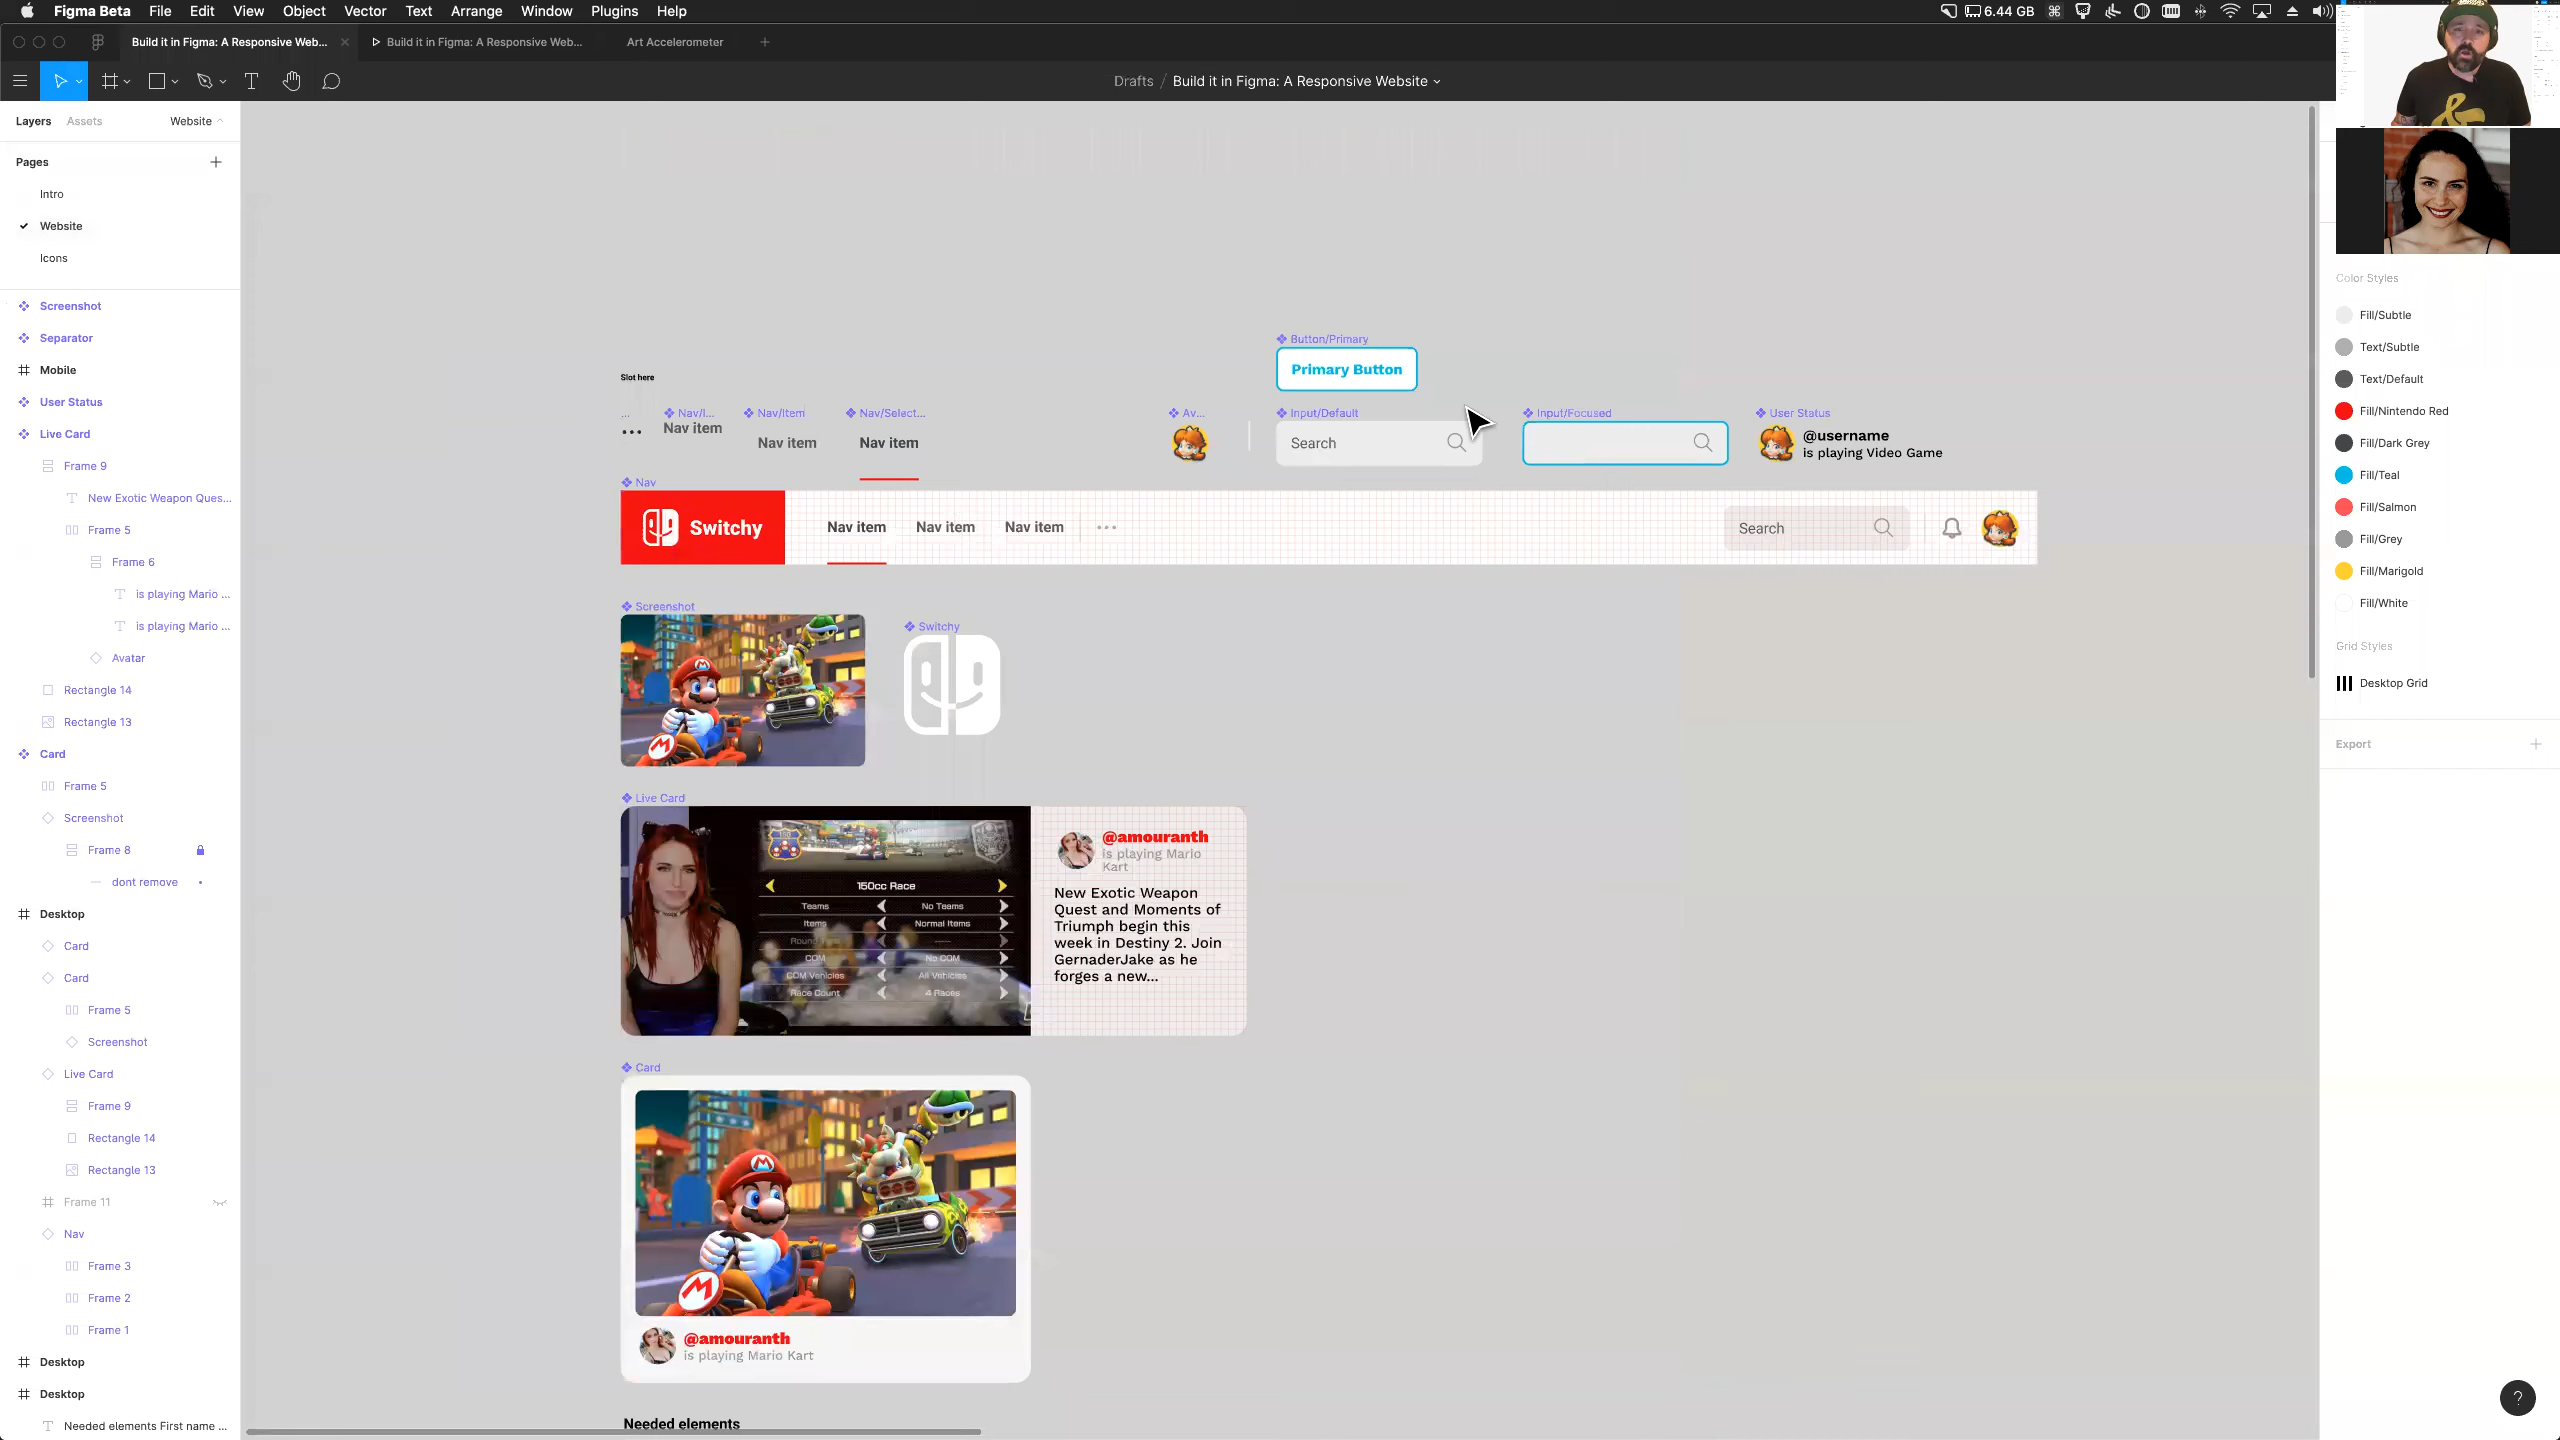 Figma Beta File Edit View Object Vector Text Arrange Window Plugins Help 6.44 GB
Build it in Figma: A Responsive Web... Build it in Figma: A Responsive Web... Art Accelerometer
Drafts / Build it in Figma: A Responsive Website
Layers Assets Website
Pages
Intro
Website
Icons
Screenshot
Separator
Mobile
User Status
Live Card
Frame 9
New Exotic Weapon Ques...
Frame 5
Frame 6
is playing Mario ...
is playing Mario ...
Avatar
Rectangle 14
Rectangle 13
Card
Frame 5
Screenshot
Frame 8
dont remove
Desktop
Card
Card
Frame 5
Screenshot
Live Card
Frame 9
Rectangle 14
Rectangle 13
Frame 11
Nav
Frame 3
Frame 2
Frame 1
Desktop
Desktop
Needed elements First name ...
Button/Primary
Primary Button
Slot here
... Nav/I... Nav/Item Nav/Select... Av... Input/Default Input/Focused User Status
Nav item Nav item Nav item Search @username
is playing Video Game
Nav
Switchy Nav item Nav item Nav item Search
Screenshot
Switchy
Live Card
150cc Race
Teams No Teams
Items Normal Items
COM No COM
COM Vehicles All Vehicles
Race Count 4 Races
@amouranth
is playing Mario
Kart
New Exotic Weapon
Quest and Moments of
Triumph begin this
week in Destiny 2. Join
GernaderJake as he
forges a new...
Card
@amouranth
is playing Mario Kart
Needed elements
Color Styles
Fill/Subtle
Text/Subtle
Text/Default
Fill/Nintendo Red
Fill/Dark Grey
Fill/Teal
Fill/Salmon
Fill/Grey
Fill/Marigold
Fill/White
Grid Styles
Desktop Grid
Export
?